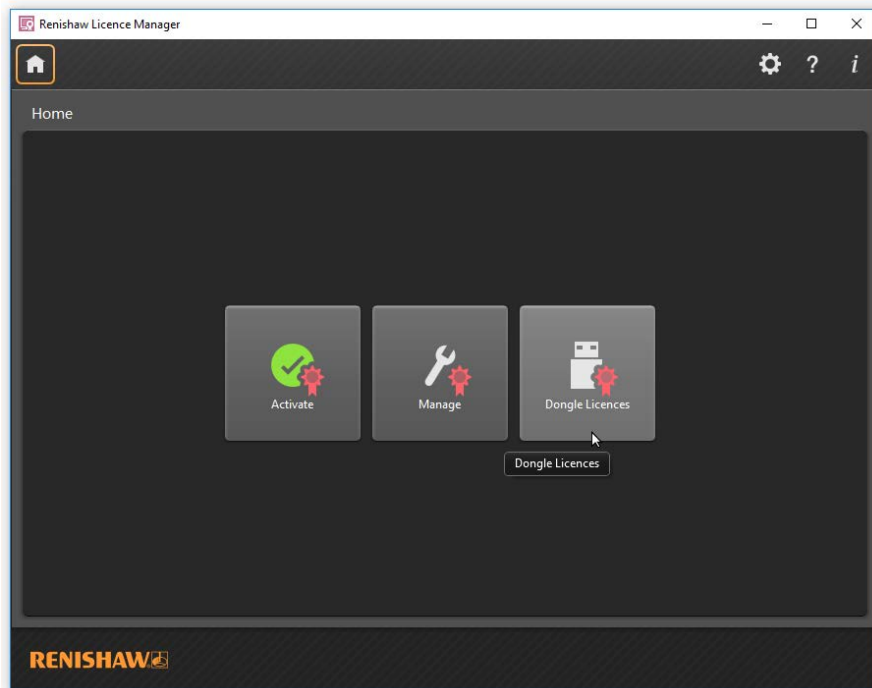 Renishaw Licence Manager
? i
Home
Activate
Manage
Dongle Licences
Dongle Licences
RENISHAW